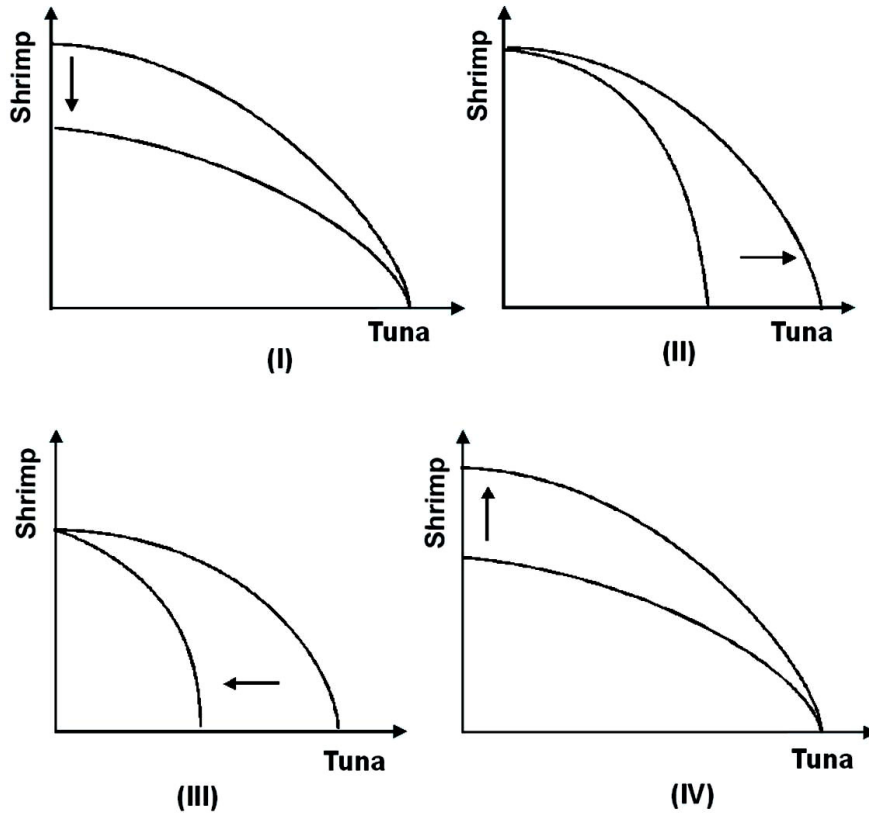 Shrimp
Tuna
(I)
Shrimp
Tuna
(II)
Shrimp
Tuna
(III)
Shrimp
Tuna
(IV)